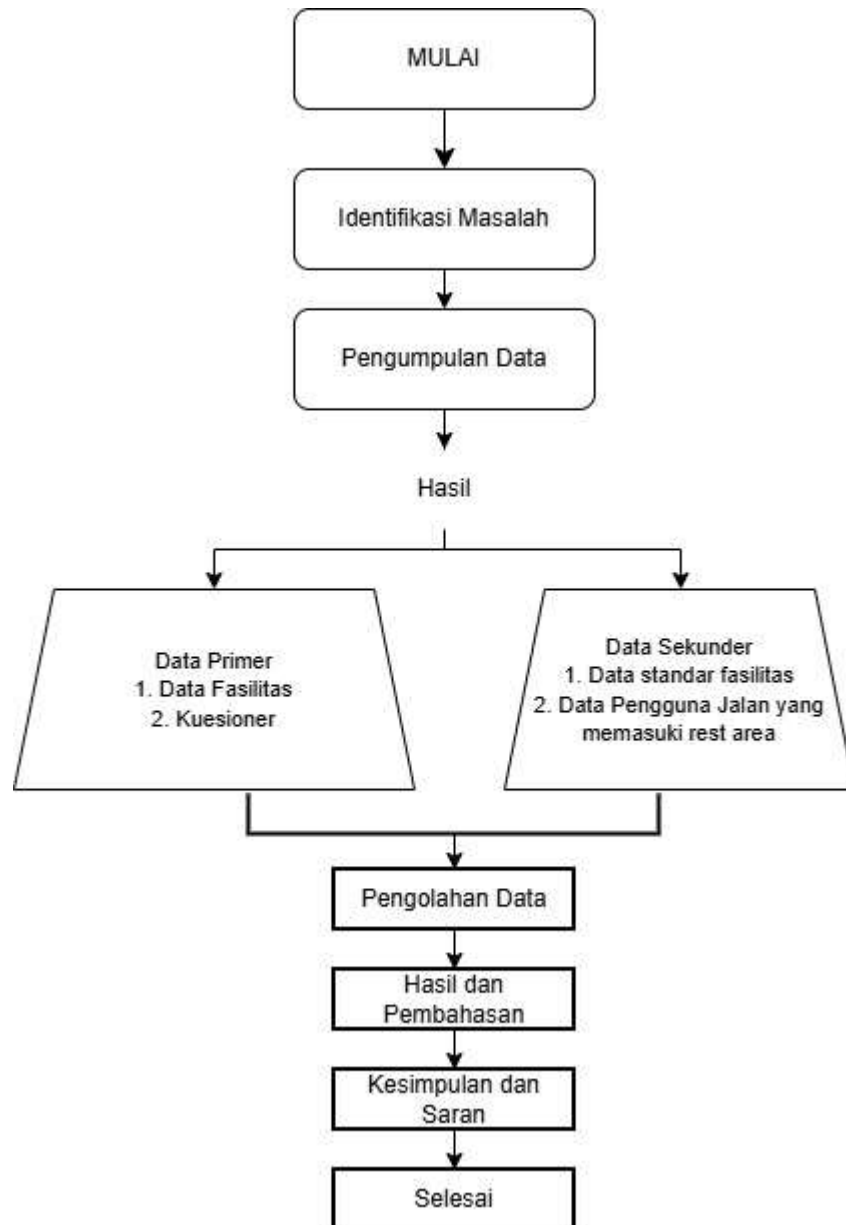 MULAI
Identifikasi Masalah
Pengumpulan Data
Hasil
Data Primer
1. Data Fasilitas
2. Kuesioner
Data Sekunder
1. Data standar fasilitas
2. Data Pengguna Jalan yang
memasuki rest area
Pengolahan Data
Hasil dan
Pembahasan
Kesimpulan dan
Saran
Selesai